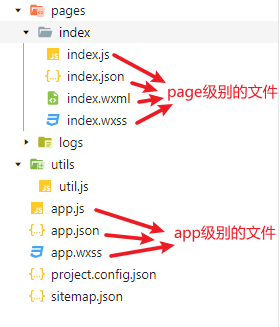 pages
index
index.js
index.json
page级别的文件
index.wxml
index.wxss
logs
utils
util.js
app.js
app.json
app级别的文件
app.wxss
project.config.json
sitemap.json